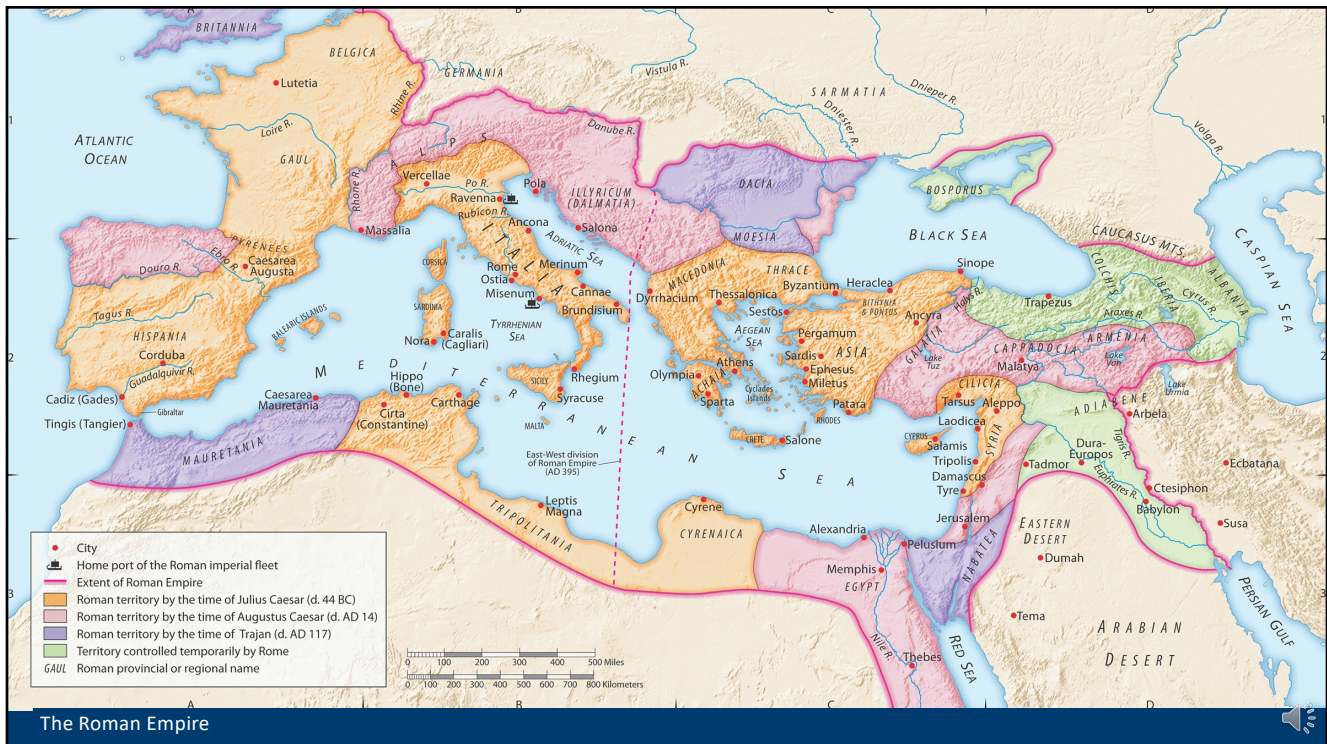 A
B
C
D
BRITANNIA
BELGICA
GERMANIA
Vistula R.
SARMATIA
Dnieper R.
Dniester R.
Volga R.
Lutetia
Rhine R.
1
1
Loire R.
Danube R.
ATLANTIC
OCEAN
GAUL
ALPS
Vercellae
Po R.
Pola
Rhone R.
Ravenna
ILLYRICUM
(DALMATIA)
DACIA
BOSPORUS
Rubicon R.
Ancona
Salona
Massalia
ITALA
ADRIATIC
SEA
MOESIA
BLACK SEA
CAUCASUS MTS.
CASPIAN SEA
PYRENEES
Ebro R.
Caesarea
Augusta
Douro R.
CORSICA
Rome
Ostia
Merinum
Misenum
Cannae
Brundisium
MACEDONIA
THRACE
Dyrrhacium
Thessalonica
Byzantium
Heraclea
Sinope
COLCHIS
IBERIA
ALBANIA
Cyrus R.
Sestos
BITHYNIA
& PONTUS
Halys R.
Trapezus
Araxes R.
Tagus R.
BALEARIC ISLANDS
SARDINIA
TYRRHENIAN
SEA
AEGEAN
SEA
Pergamum
Ancyra
GALATIA
HISPANIA
Nora
Caralis
(Cagliari)
Sardis
ASIA
CAPPADOCIA
ARMENIA
Corduba
Guadalquivir R.
Olympia
Athens
Ephesus
Miletus
Lake
Tuz
Malatya
Lake
Van
2
2
MEDITERRANEAN SEA
Rhegium
SICILY
Syracuse
ACHAIA
Sparta
Cyclades
Islands
Patara
CILICIA
Tarsus
Aleppo
Lake
Urmia
Cadiz (Gades)
Gibraltar
Caesarea
Mauretania
Hippo
(Bone)
Carthage
Cirta
(Constantine)
Tingis (Tangier)
MALTA
RHODES
Laodicea
ADIABENE
Arbela
Tigris R.
MAURETANIA
CRETE
Salone
CYPRUS
Salamis
SYRIA
Dura-
Europos
East-West division
of Roman Empire
(AD 395)
Tripolis
Tadmor
Ecbatana
Damascus
Euphrates R.
Tyre
Ctesiphon
Leptis
Magna
TRIPOLITANIA
Cyrene
CYRENAICA
Babylon
Alexandria
Jerusalem
Pelusium
EASTERN
DESERT
Susa
NABATEA
Dumah
Memphis
EGYPT
PERSIAN GULF
3
3
Tema
ARABIAN
DESERT
Nile R.
Thebes
RED SEA
City
Home port of the Roman imperial fleet
Extent of Roman Empire
Roman territory by the time of Julius Caesar (d. 44 BC)
Roman territory by the time of Augustus Caesar (d. AD 14)
Roman territory by the time of Trajan (d. AD 117)
Territory controlled temporarily by Rome
GAUL Roman provincial or regional name
0 100 200 300 400 500 Miles
0 100 200 300 400 500 600 700 800 Kilometers
A
B
C
D
The Roman Empire